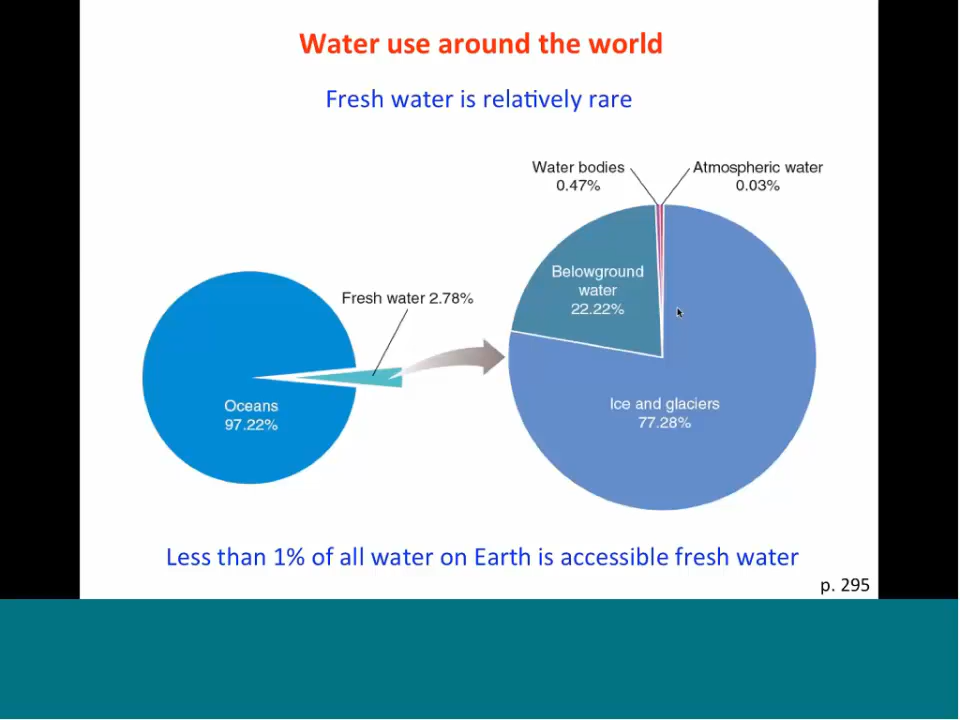 Water use around the world
Fresh water is relatively rare
Water bodies
0.47%
Atmospheric water
0.03%
Belowground
water
22.22%
Fresh water 2.78%
Oceans
97.22%
Ice and glaciers
77.28%
Less than 1% of all water on Earth is accessible fresh water
p. 295